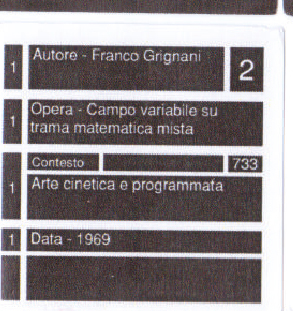 1 Autore - Franco Grignani 2
1 Opera - Campo variabile su
trama matematica mista
Contesto 733
1 Arte cinetica e programmata
1 Data - 1969